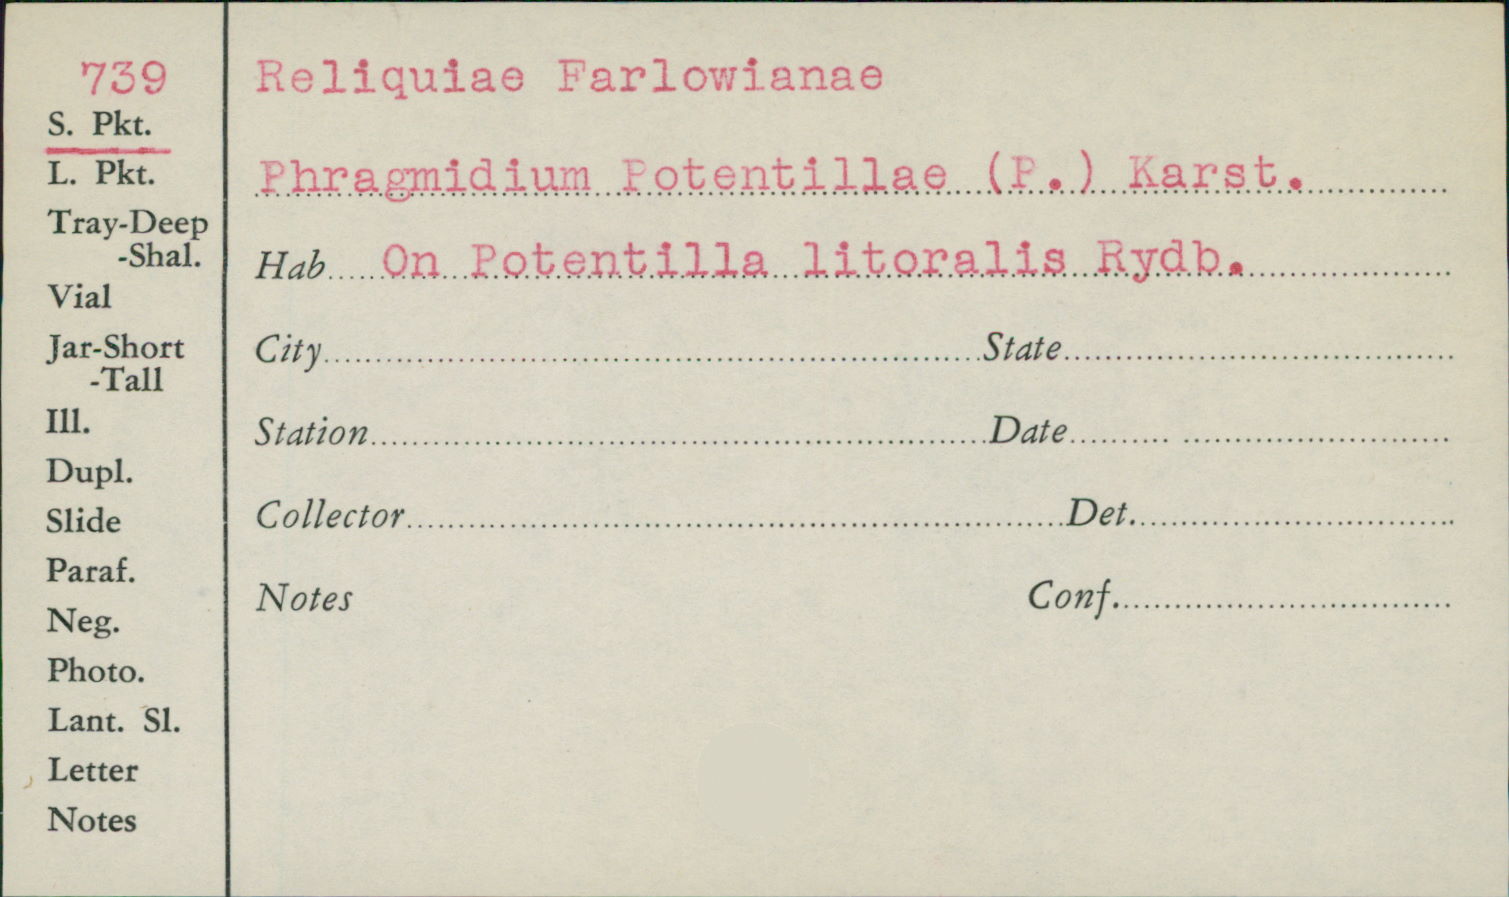 739
S. Pkt.
L. Pkt.
Tray-Deep
-Shal.
Vial
Jar-Short
-Tall
Ill.
Dupl.
Slide
Paraf.
Neg.
Photo.
Lant. Sl.
Letter
Notes
Reliquiae Farlowianae
Phragmidium Potentillae (P.) Karst.
Hab On Potentilla litoralis Rydb.
City State
Station Date
Collector Det.
Notes Conf.